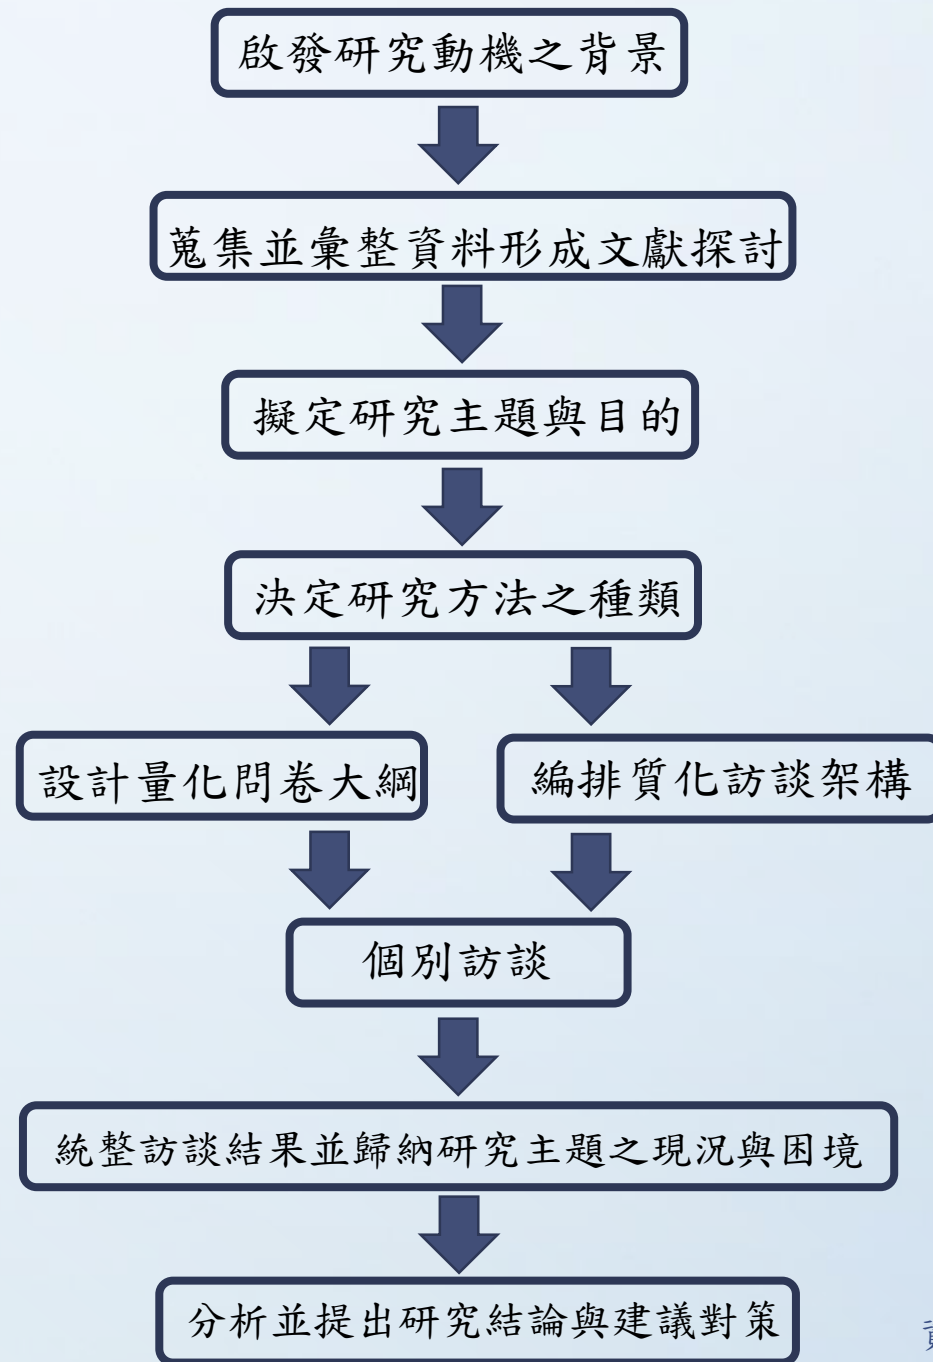 啟發研究動機之背景
蒐集並彙整資料形成文獻探討
擬定研究主題與目的
決定研究方法之種類
設計量化問卷大綱
編排質化訪談架構
個別訪談
統整訪談結果並歸納研究主題之現況與困境
分析並提出研究結論與建議對策